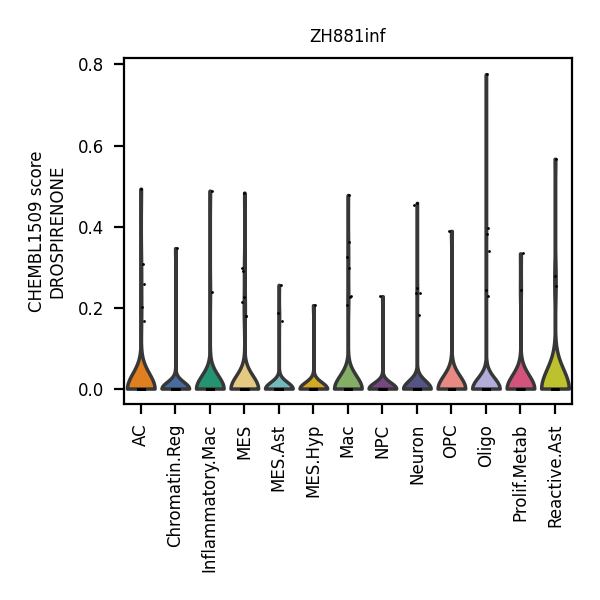 ZH881inf
CHEMBL1509 score
DROSPIRENONE
0.8
0.6
0.4
0.2
0.0
AC
Chromatin.Reg
Inflammatory.Mac
MES
MES.Ast
MES.Hyp
Mac
NPC
Neuron
OPC
Oligo
Prolif.Metab
Reactive.Ast